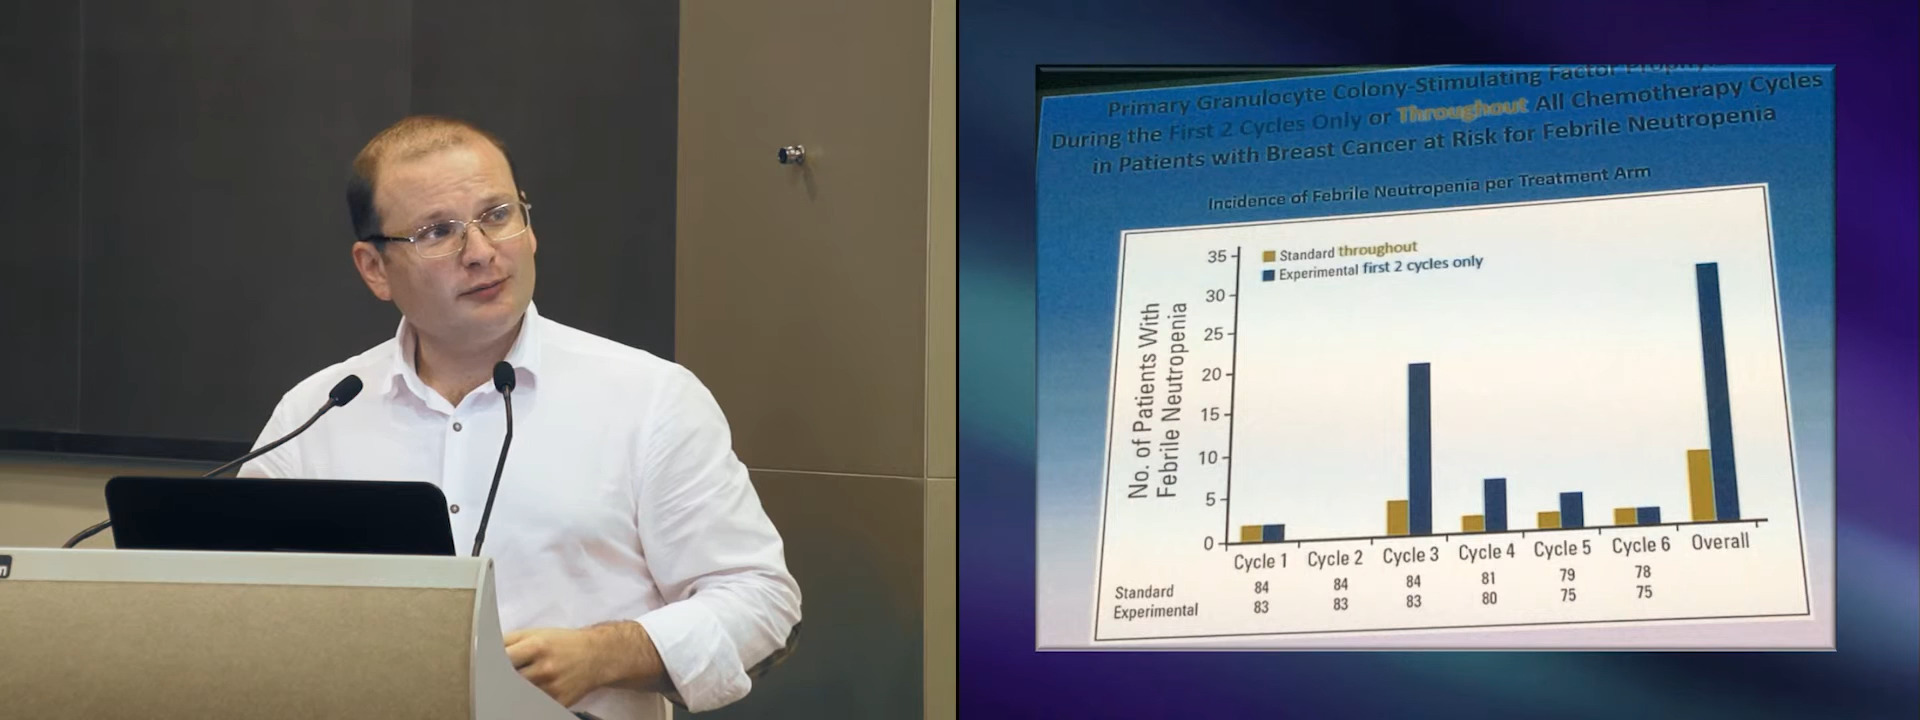 Primary Granulocyte Colony-Stimulating Factor
During the First 2 Cycles Only or Throughout All Chemotherapy Cycles
in Patients with Breast Cancer at Risk for Febrile Neutropenia
Incidence of Febrile Neutropenia per Treatment Arm
Standard throughout
Experimental first 2 cycles only
No. of Patients With
Febrile Neutropenia
35
30
25
20
15
10
5
0
Cycle 1 Cycle 2 Cycle 3 Cycle 4 Cycle 5 Cycle 6 Overall
Standard 84 84 84 81 79 78
Experimental 83 83 83 80 75 75